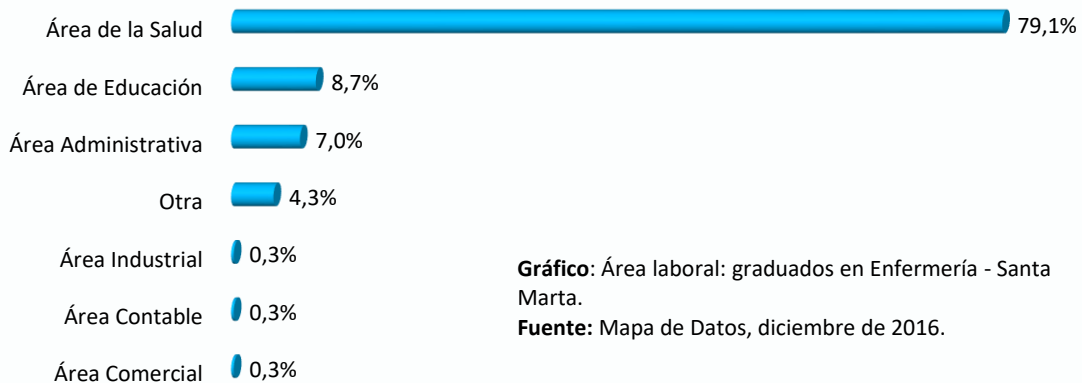 Área de la Salud 79,1%
Área de Educación 8,7%
Área Administrativa 7,0%
Otra 4,3%
Área Industrial 0,3%
Área Contable 0,3%
Área Comercial 0,3%
Gráfico: Área laboral: graduados en Enfermería - Santa
Marta.
Fuente: Mapa de Datos, diciembre de 2016.